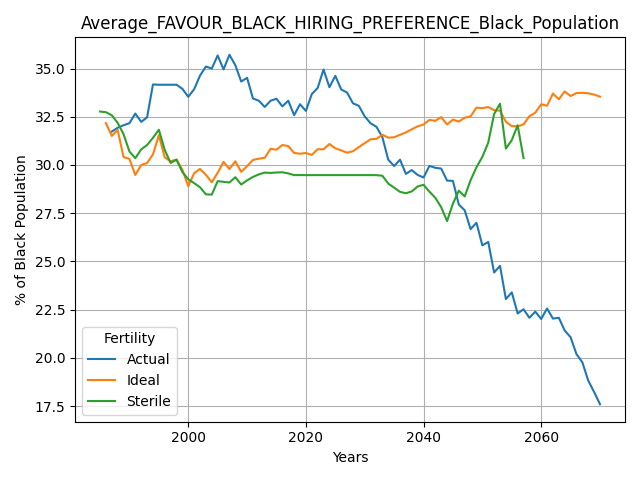 Average_FAVOUR_BLACK_HIRING_PREFERENCE_Black_Population
% of Black Population
35.0
32.5
30.0
27.5
25.0
22.5
20.0
17.5
Fertility
Actual
Ideal
Sterile
2000 2020 2040 2060
Years